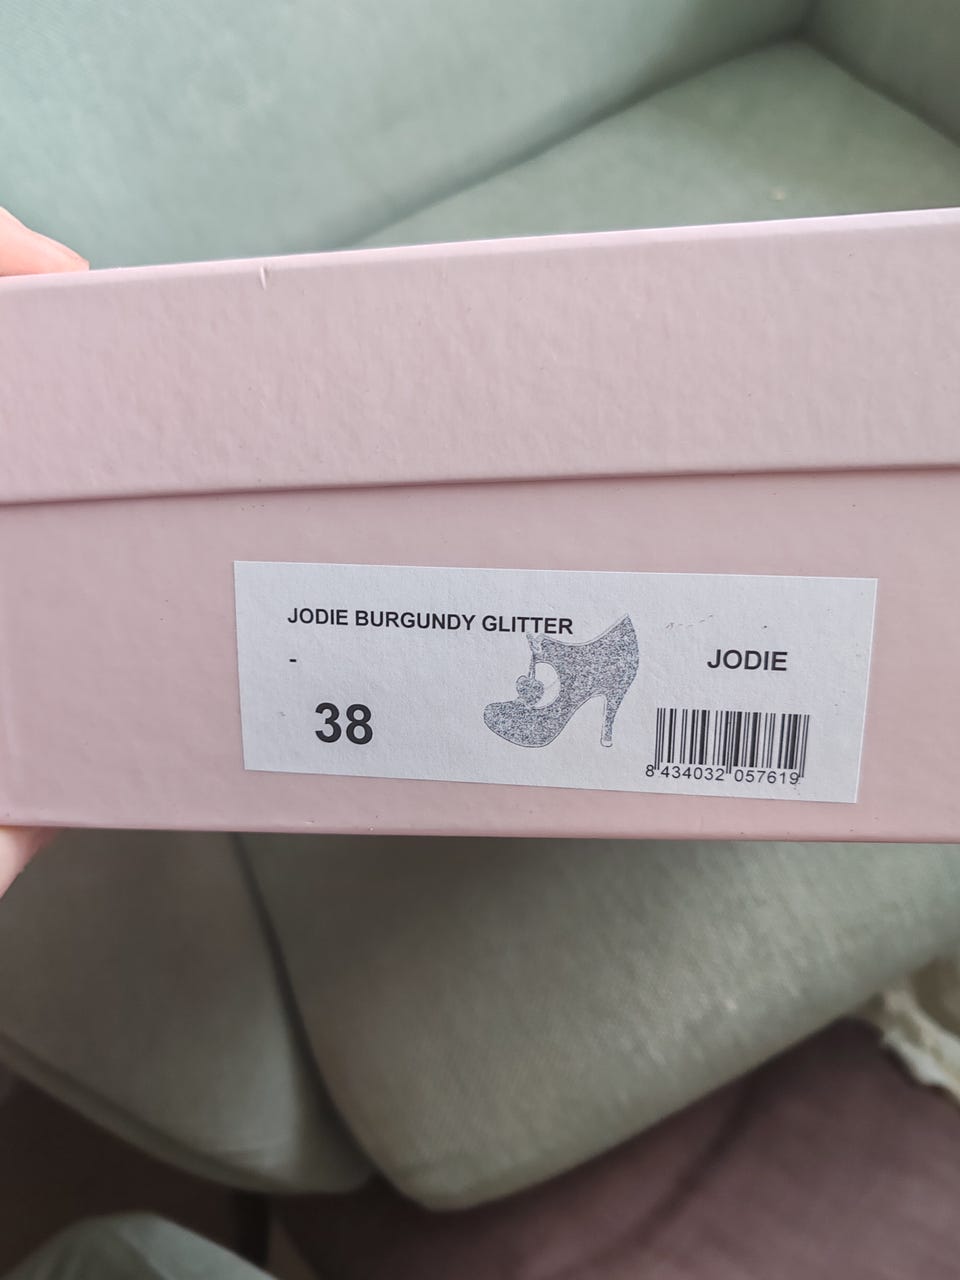 JODIE BURGUNDY GLITTER
-
38
JODIE
8 434032 057619